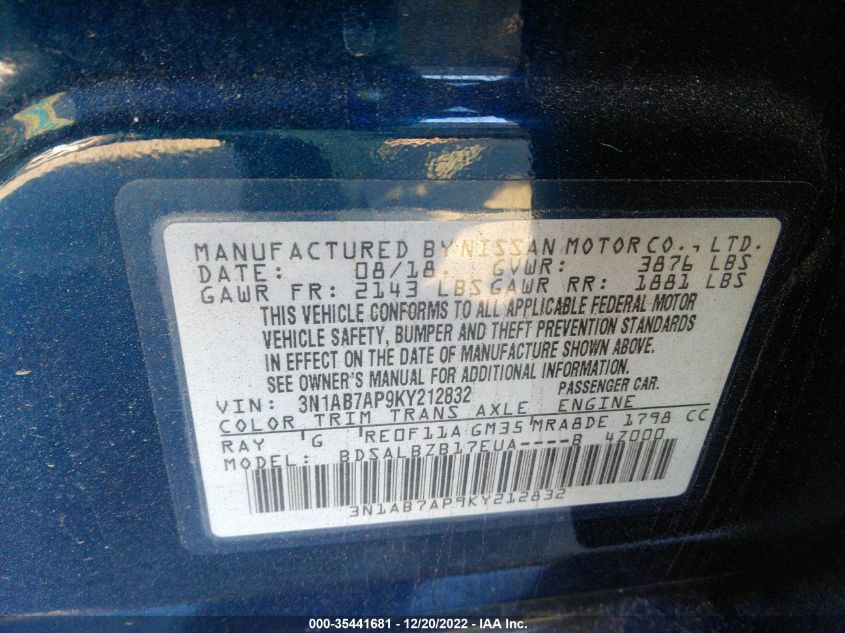 MANUFACTURED BY NISSAN MOTOR CO., LTD.
DATE: 08/18 GVWR: 3876 LBS
GAWR FR: 2143 LBS GAWR RR: 1881 LBS
THIS VEHICLE CONFORMS TO ALL APPLICABLE FEDERAL MOTOR
VEHICLE SAFETY, BUMPER AND THEFT PREVENTION STANDARDS
IN EFFECT ON THE DATE OF MANUFACTURE SHOWN ABOVE.
SEE OWNER'S MANUAL FOR ADDITIONAL INFORMATION.
VIN: 3N1AB7AP9KY212832 PASSENGER CAR.
COLOR TRIM TRANS AXLE ENGINE
RAY G RE0F11A GM35 MRA8DE 1798 CC
MODEL: BDSALBZB17EUA----B 4Z000
3N1AB7AP9KY212832
000-35441681 - 12/20/2022 - IAA Inc.